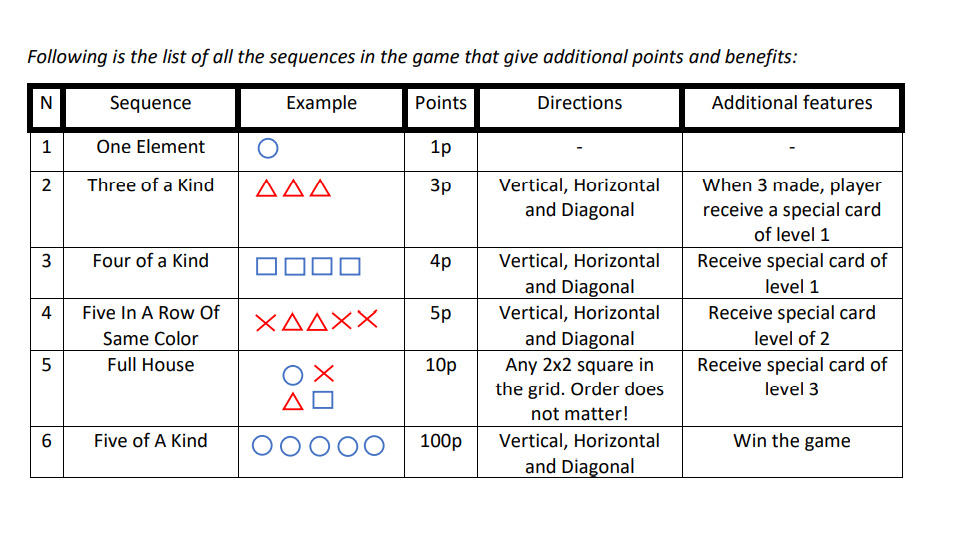 Following is the list of all the sequences in the game that give additional points and benefits:
N Sequence Example Points Directions Additional features
1 One Element 1p - -
2 Three of a Kind 3p Vertical, Horizontal When 3 made, player
and Diagonal receive a special card
of level 1
3 Four of a Kind 4p Vertical, Horizontal Receive special card of
and Diagonal level 1
4 Five In A Row Of 5p Vertical, Horizontal Receive special card
Same Color and Diagonal level of 2
5 Full House 10p Any 2x2 square in Receive special card of
the grid. Order does level 3
not matter!
6 Five of A Kind 100p Vertical, Horizontal Win the game
and Diagonal